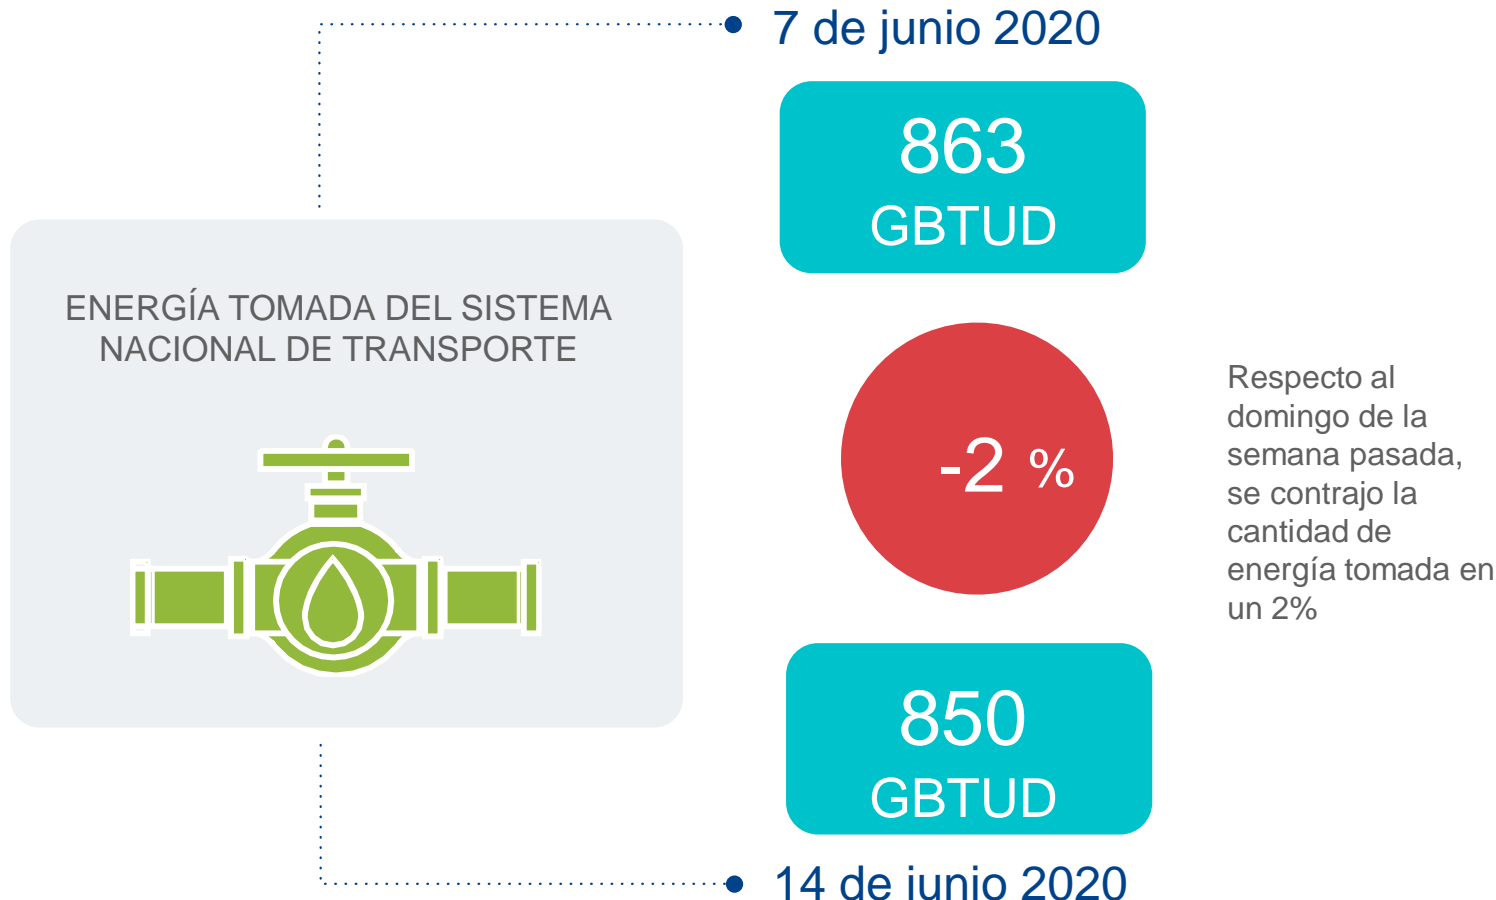 7 de junio 2020
863
GBTUD
ENERGÍA TOMADA DEL SISTEMA
NACIONAL DE TRANSPORTE
-2 %
Respecto al
domingo de la
semana pasada,
se contrajo la
cantidad de
energía tomada en
un 2%
850
GBTUD
14 de junio 2020